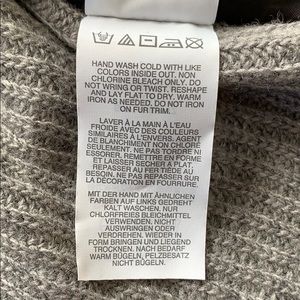 HAND WASH COLD WITH LIKE
COLORS INSIDE OUT. NON
CHLORINE BLEACH ONLY. DO
NOT WRING OR TWIST. RESHAPE
AND LAY FLAT TO DRY. WARM
IRON AS NEEDED. DO NOT IRON
FUR TRIM.
LAVER À LA MAIN À L'EAU
FROIDE AVEC DES COULEURS
SIMILAIRES À L'ENVERS. AGENT
DE BLANCHIMENT NON CHLORÉ
SEULEMENT. NE PAS TORDRE NI
ESSORER. REMETTRE EN FORME
ET LAISSER SÉCHER À PLAT.
REPASSAGE AU FER TIÈDE AU
BESOIN. NE PAS REPASSER SUR
LA DÉCORATION EN FOURRURE.
MIT DER HAND MIT ÄHNLICHEN
FARBEN AUF LINKS GEDREHT
KALT WASCHEN. NUR
CHLORFREIES BLEICHMITTEL
VERWENDEN. NICHT
AUSWRINGEN ODER
VERDREHEN. WIEDER IN
FORM BRINGEN UND LIEGEND
TROCKNEN. NACH BEDARF
WARM BÜGELN. PELZBESATZ
NICHT BÜGELN.